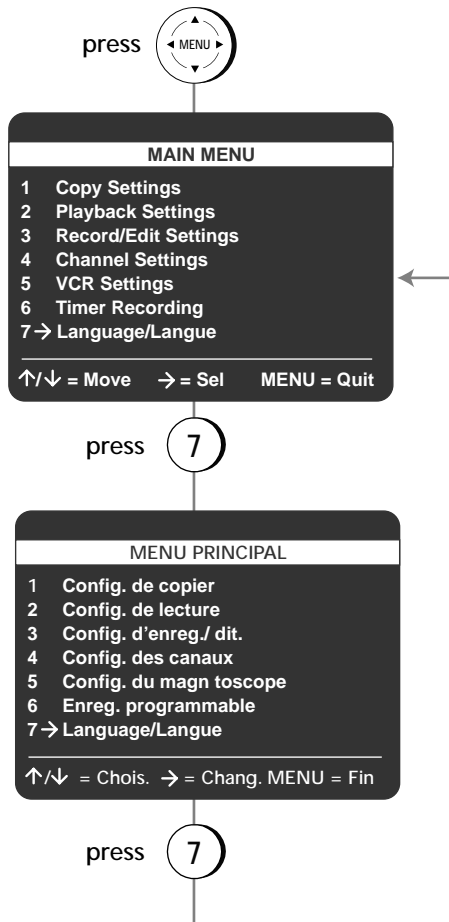 press MENU
MAIN MENU
1 Copy Settings
2 Playback Settings
3 Record/Edit Settings
4 Channel Settings
5 VCR Settings
6 Timer Recording
7→ Language/Langue
↑/↓ = Move → = Sel MENU = Quit
press 7
MENU PRINCIPAL
1 Config. de copier
2 Config. de lecture
3 Config. d’enreg./ dit.
4 Config. des canaux
5 Config. du magn toscope
6 Enreg. programmable
7→ Language/Langue
↑/↓ = Chois. → = Chang. MENU = Fin
press 7